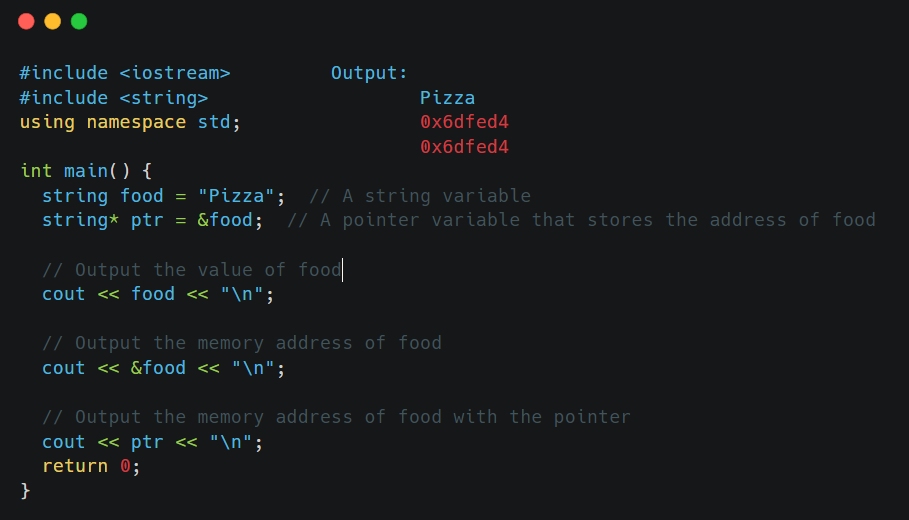 #include <iostream> Output:
#include <string> Pizza
using namespace std; 0x6dfed4
0x6dfed4
int main() {
string food = "Pizza"; // A string variable
string* ptr = &food; // A pointer variable that stores the address of food
// Output the value of food
cout << food << "\n";
// Output the memory address of food
cout << &food << "\n";
// Output the memory address of food with the pointer
cout << ptr << "\n";
return 0;
}